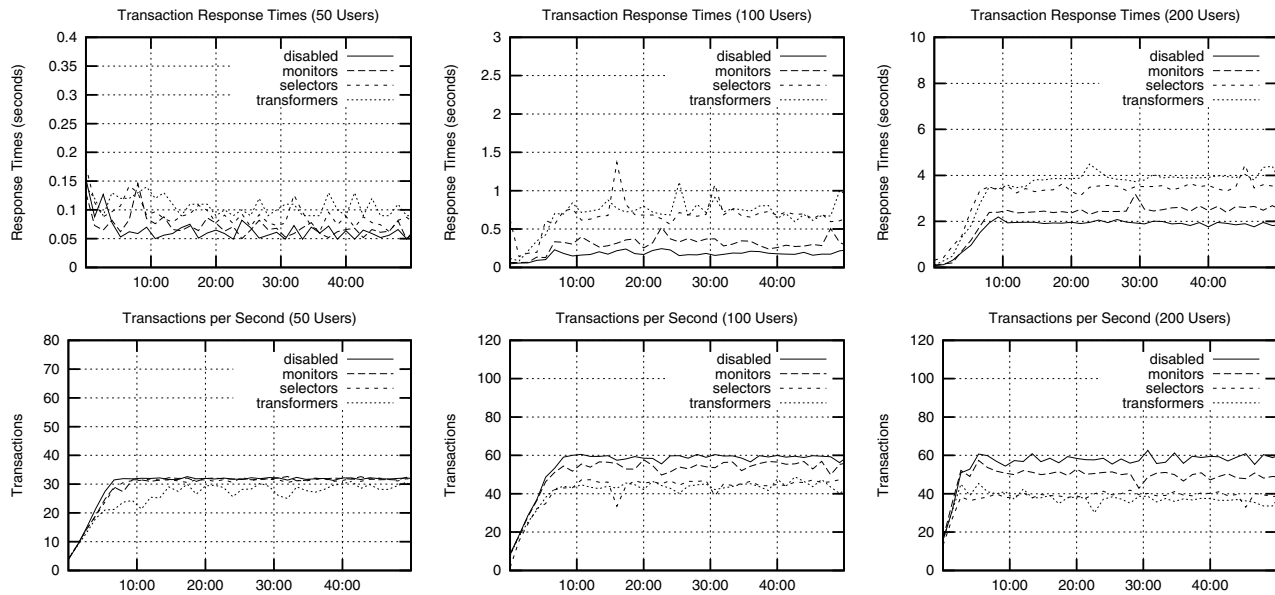 Transaction Response Times (50 Users)
Response Times (seconds)
0.4
0.35
0.3
0.25
0.2
0.15
0.1
0.05
0
disabled
monitors
selectors
transformers
10:00 20:00 30:00 40:00
Transaction Response Times (100 Users)
Response Times (seconds)
3
2.5
2
1.5
1
0.5
0
disabled
monitors
selectors
transformers
10:00 20:00 30:00 40:00
Transaction Response Times (200 Users)
Response Times (seconds)
10
8
6
4
2
0
disabled
monitors
selectors
transformers
10:00 20:00 30:00 40:00
Transactions per Second (50 Users)
Transactions
80
70
60
50
40
30
20
10
0
disabled
monitors
selectors
transformers
10:00 20:00 30:00 40:00
Transactions per Second (100 Users)
Transactions
120
100
80
60
40
20
0
disabled
monitors
selectors
transformers
10:00 20:00 30:00 40:00
Transactions per Second (200 Users)
Transactions
120
100
80
60
40
20
0
disabled
monitors
selectors
transformers
10:00 20:00 30:00 40:00